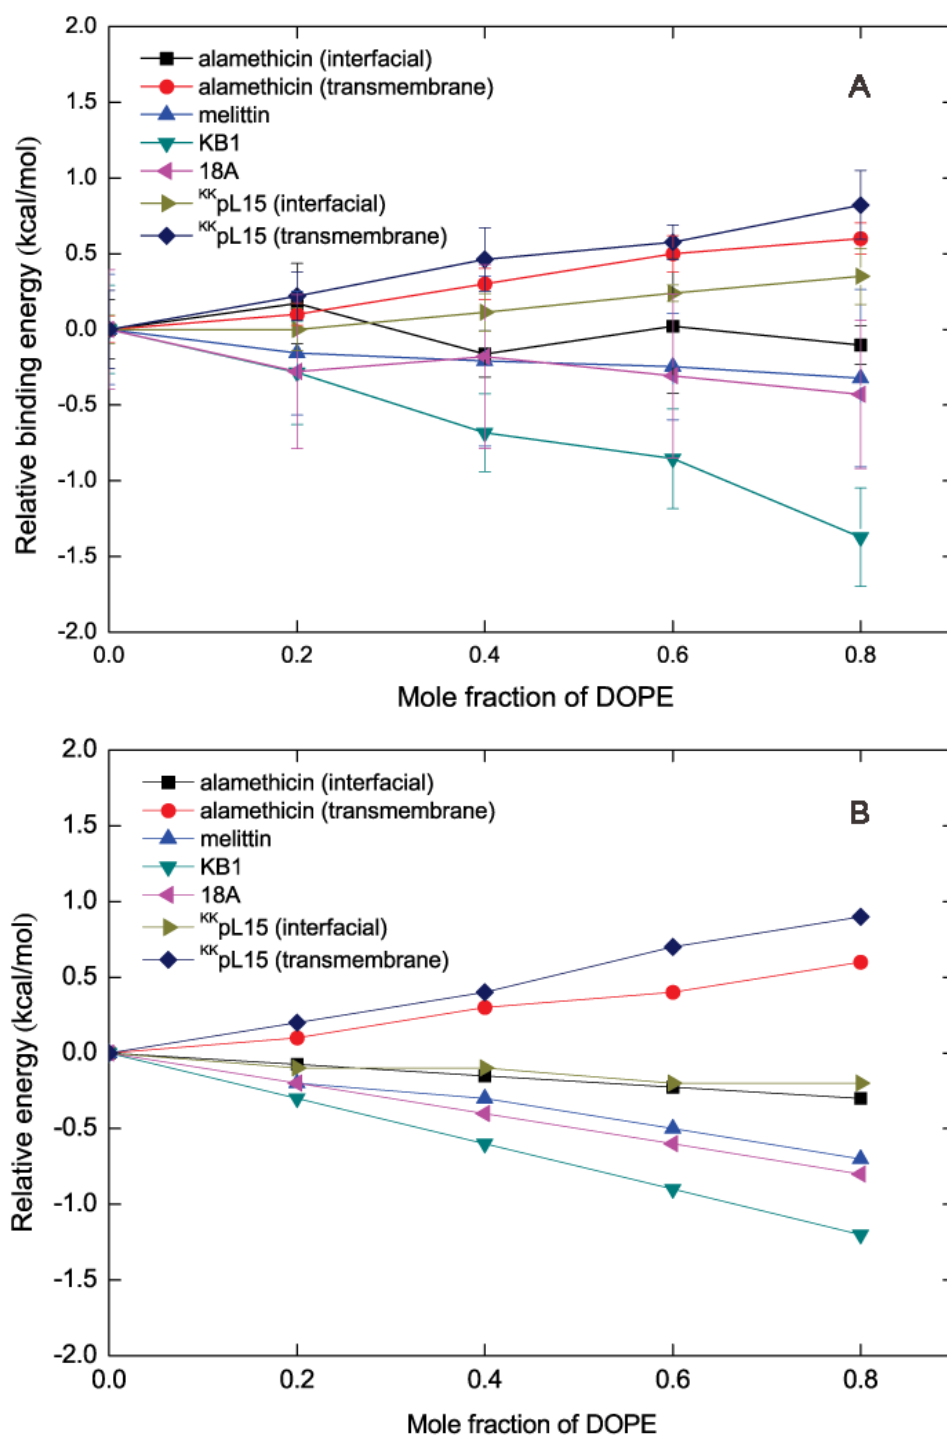 2.0
1.5
1.0
0.5
0.0
-0.5
-1.0
-1.5
-2.0
Relative binding energy (kcal/mol)
alamethicin (interfacial)
alamethicin (transmembrane)
melittin
KB1
18A
KKpL15 (interfacial)
KKpL15 (transmembrane)
A
0.0 0.2 0.4 0.6 0.8
Mole fraction of DOPE
2.0
1.5
1.0
0.5
0.0
-0.5
-1.0
-1.5
-2.0
Relative energy (kcal/mol)
alamethicin (interfacial)
alamethicin (transmembrane)
melittin
KB1
18A
KKpL15 (interfacial)
KKpL15 (transmembrane)
B
0.0 0.2 0.4 0.6 0.8
Mole fraction of DOPE